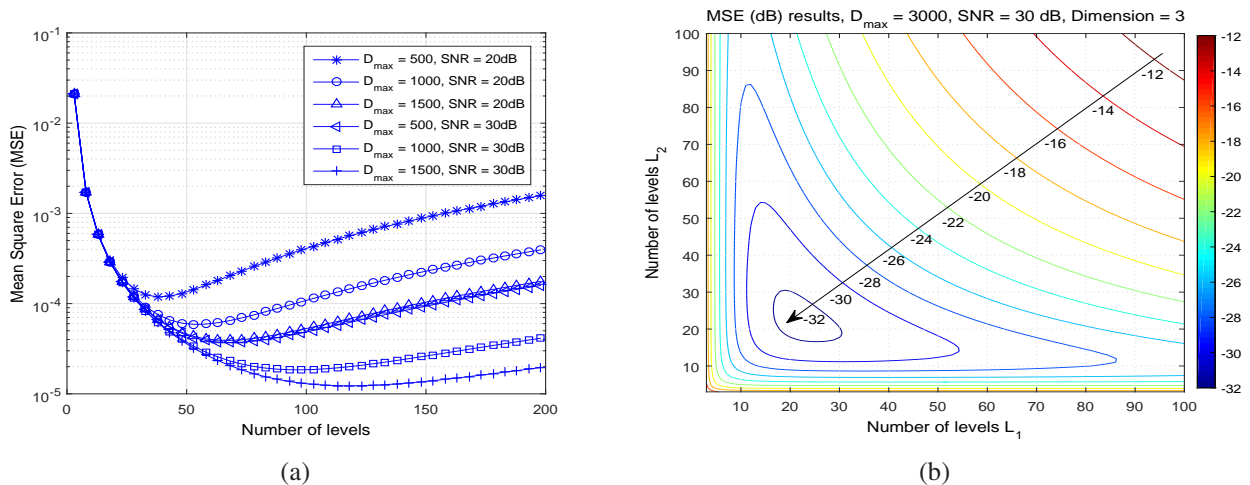 10^-1
10^-2
10^-3
10^-4
10^-5
Mean Square Error (MSE)
0 50 100 150 200
Number of levels
D_max = 500, SNR = 20dB
D_max = 1000, SNR = 20dB
D_max = 1500, SNR = 20dB
D_max = 500, SNR = 30dB
D_max = 1000, SNR = 30dB
D_max = 1500, SNR = 30dB
(a)
MSE (dB) results, D_max = 3000, SNR = 30 dB, Dimension = 3
100
90
80
70
60
50
40
30
20
10
Number of levels L_2
-12
-14
-16
-18
-20
-22
-24
-26
-28
-30
-32
10 20 30 40 50 60 70 80 90 100
Number of levels L_1
-12
-14
-16
-18
-20
-22
-24
-26
-28
-30
-32
(b)